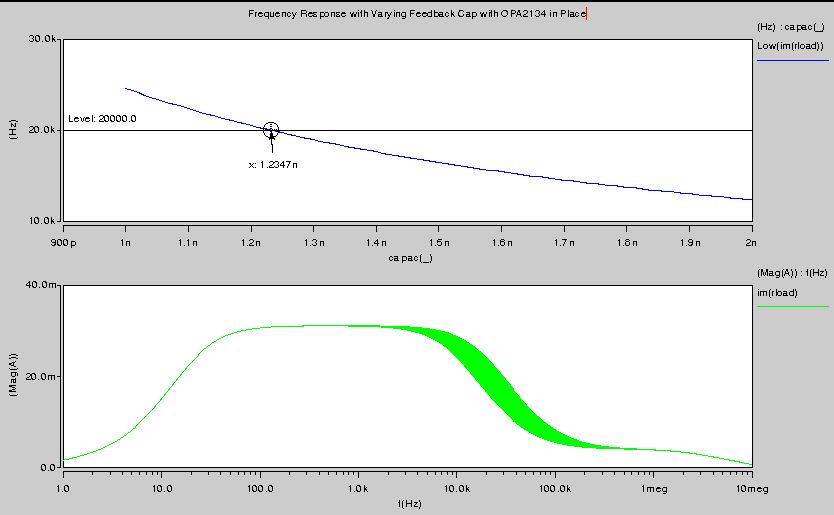 Frequency Response with Varying Feedback Cap with OPA2134 in Place
(Hz) : capac(_)
Low(im(rload))
30.0k
20.0k
10.0k
(Hz)
Level: 20000.0
x: 1.2347n
900p 1n 1.1n 1.2n 1.3n 1.4n 1.5n 1.6n 1.7n 1.8n 1.9n 2n
capac(_)
(Mag(A)) : f(Hz)
im(rload)
40.0m
20.0m
0.0
(Mag(A))
1.0 10.0 100.0 1.0k 10.0k 100.0k 1meg 10meg
f(Hz)